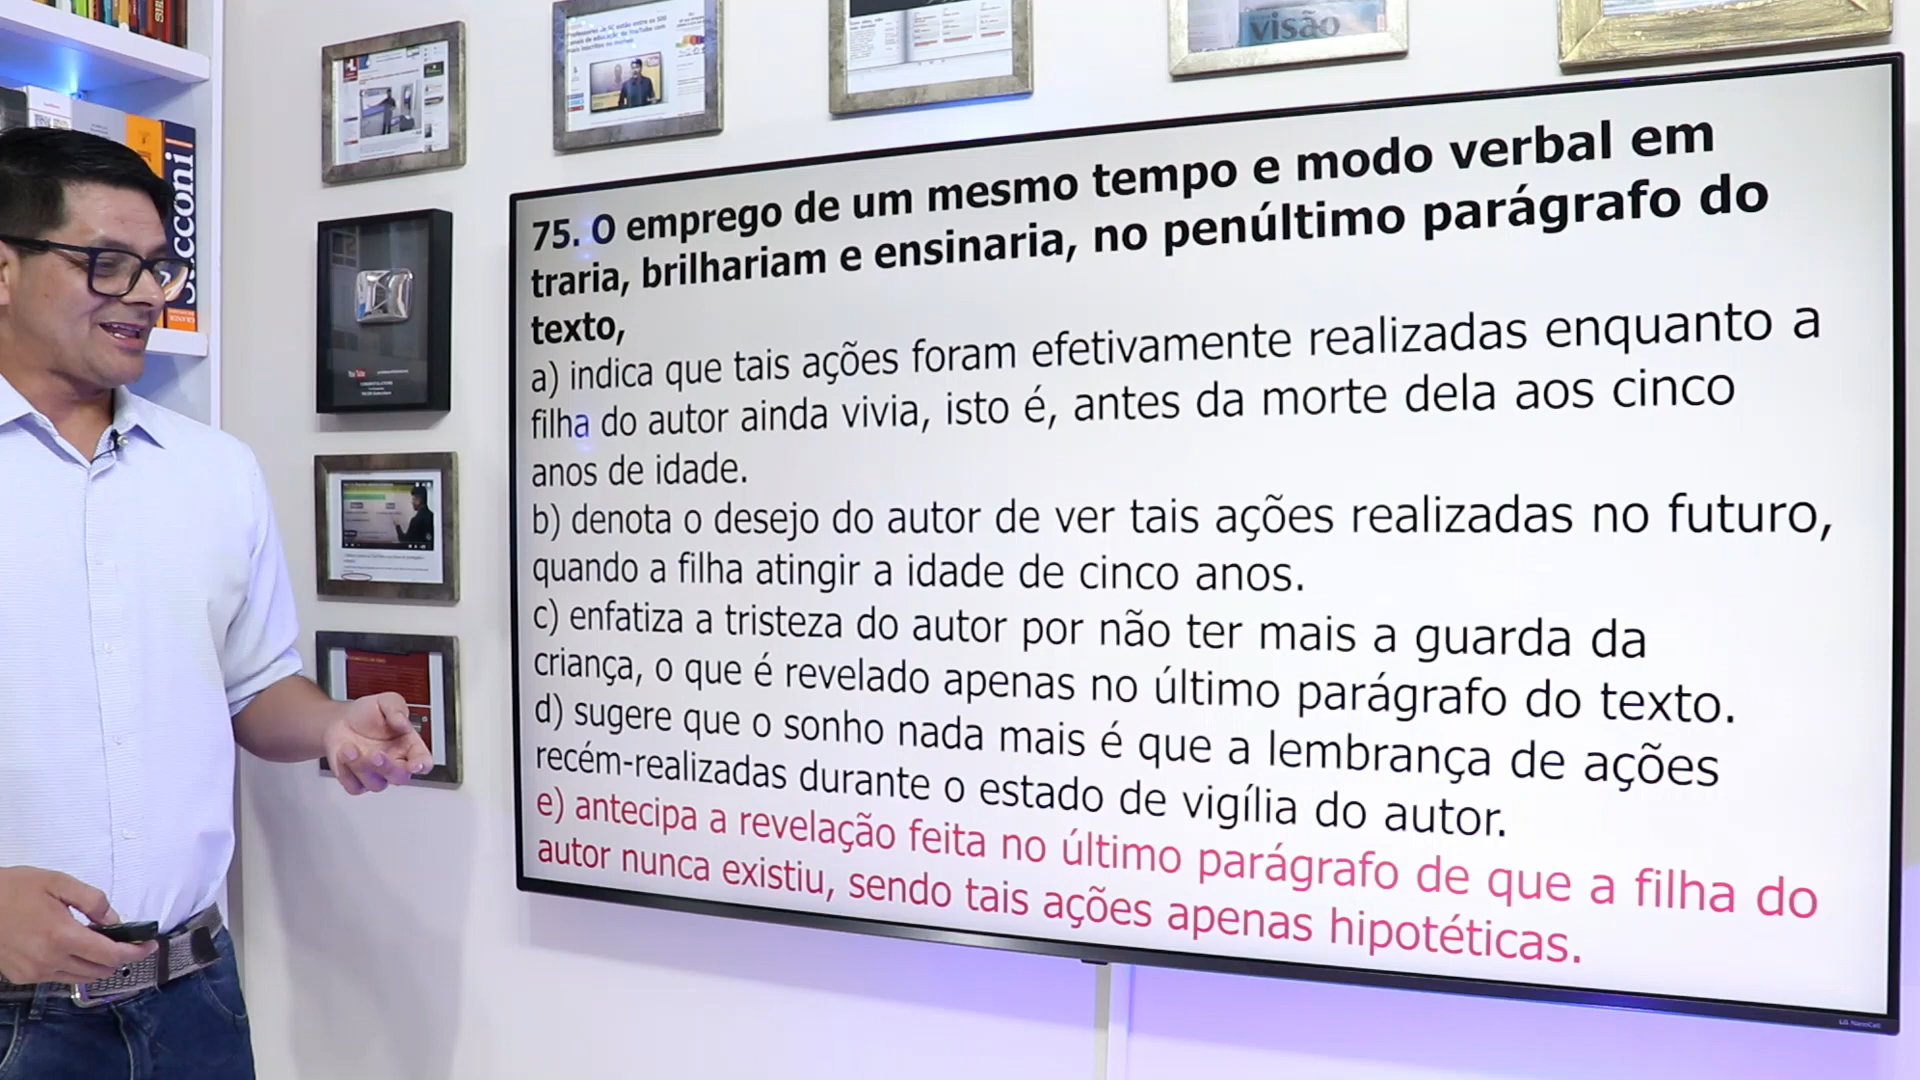 visão
Sacconi
75. O emprego de um mesmo tempo e modo verbal em
traria, brilhariam e ensinaria, no penúltimo parágrafo do
texto,
a) indica que tais ações foram efetivamente realizadas enquanto a
filha do autor ainda vivia, isto é, antes da morte dela aos cinco
anos de idade.
b) denota o desejo do autor de ver tais ações realizadas no futuro,
quando a filha atingir a idade de cinco anos.
c) enfatiza a tristeza do autor por não ter mais a guarda da
criança, o que é revelado apenas no último parágrafo do texto.
d) sugere que o sonho nada mais é que a lembrança de ações
recém-realizadas durante o estado de vigília do autor.
e) antecipa a revelação feita no último parágrafo de que a filha do
autor nunca existiu, sendo tais ações apenas hipotéticas.
LG NanoCell